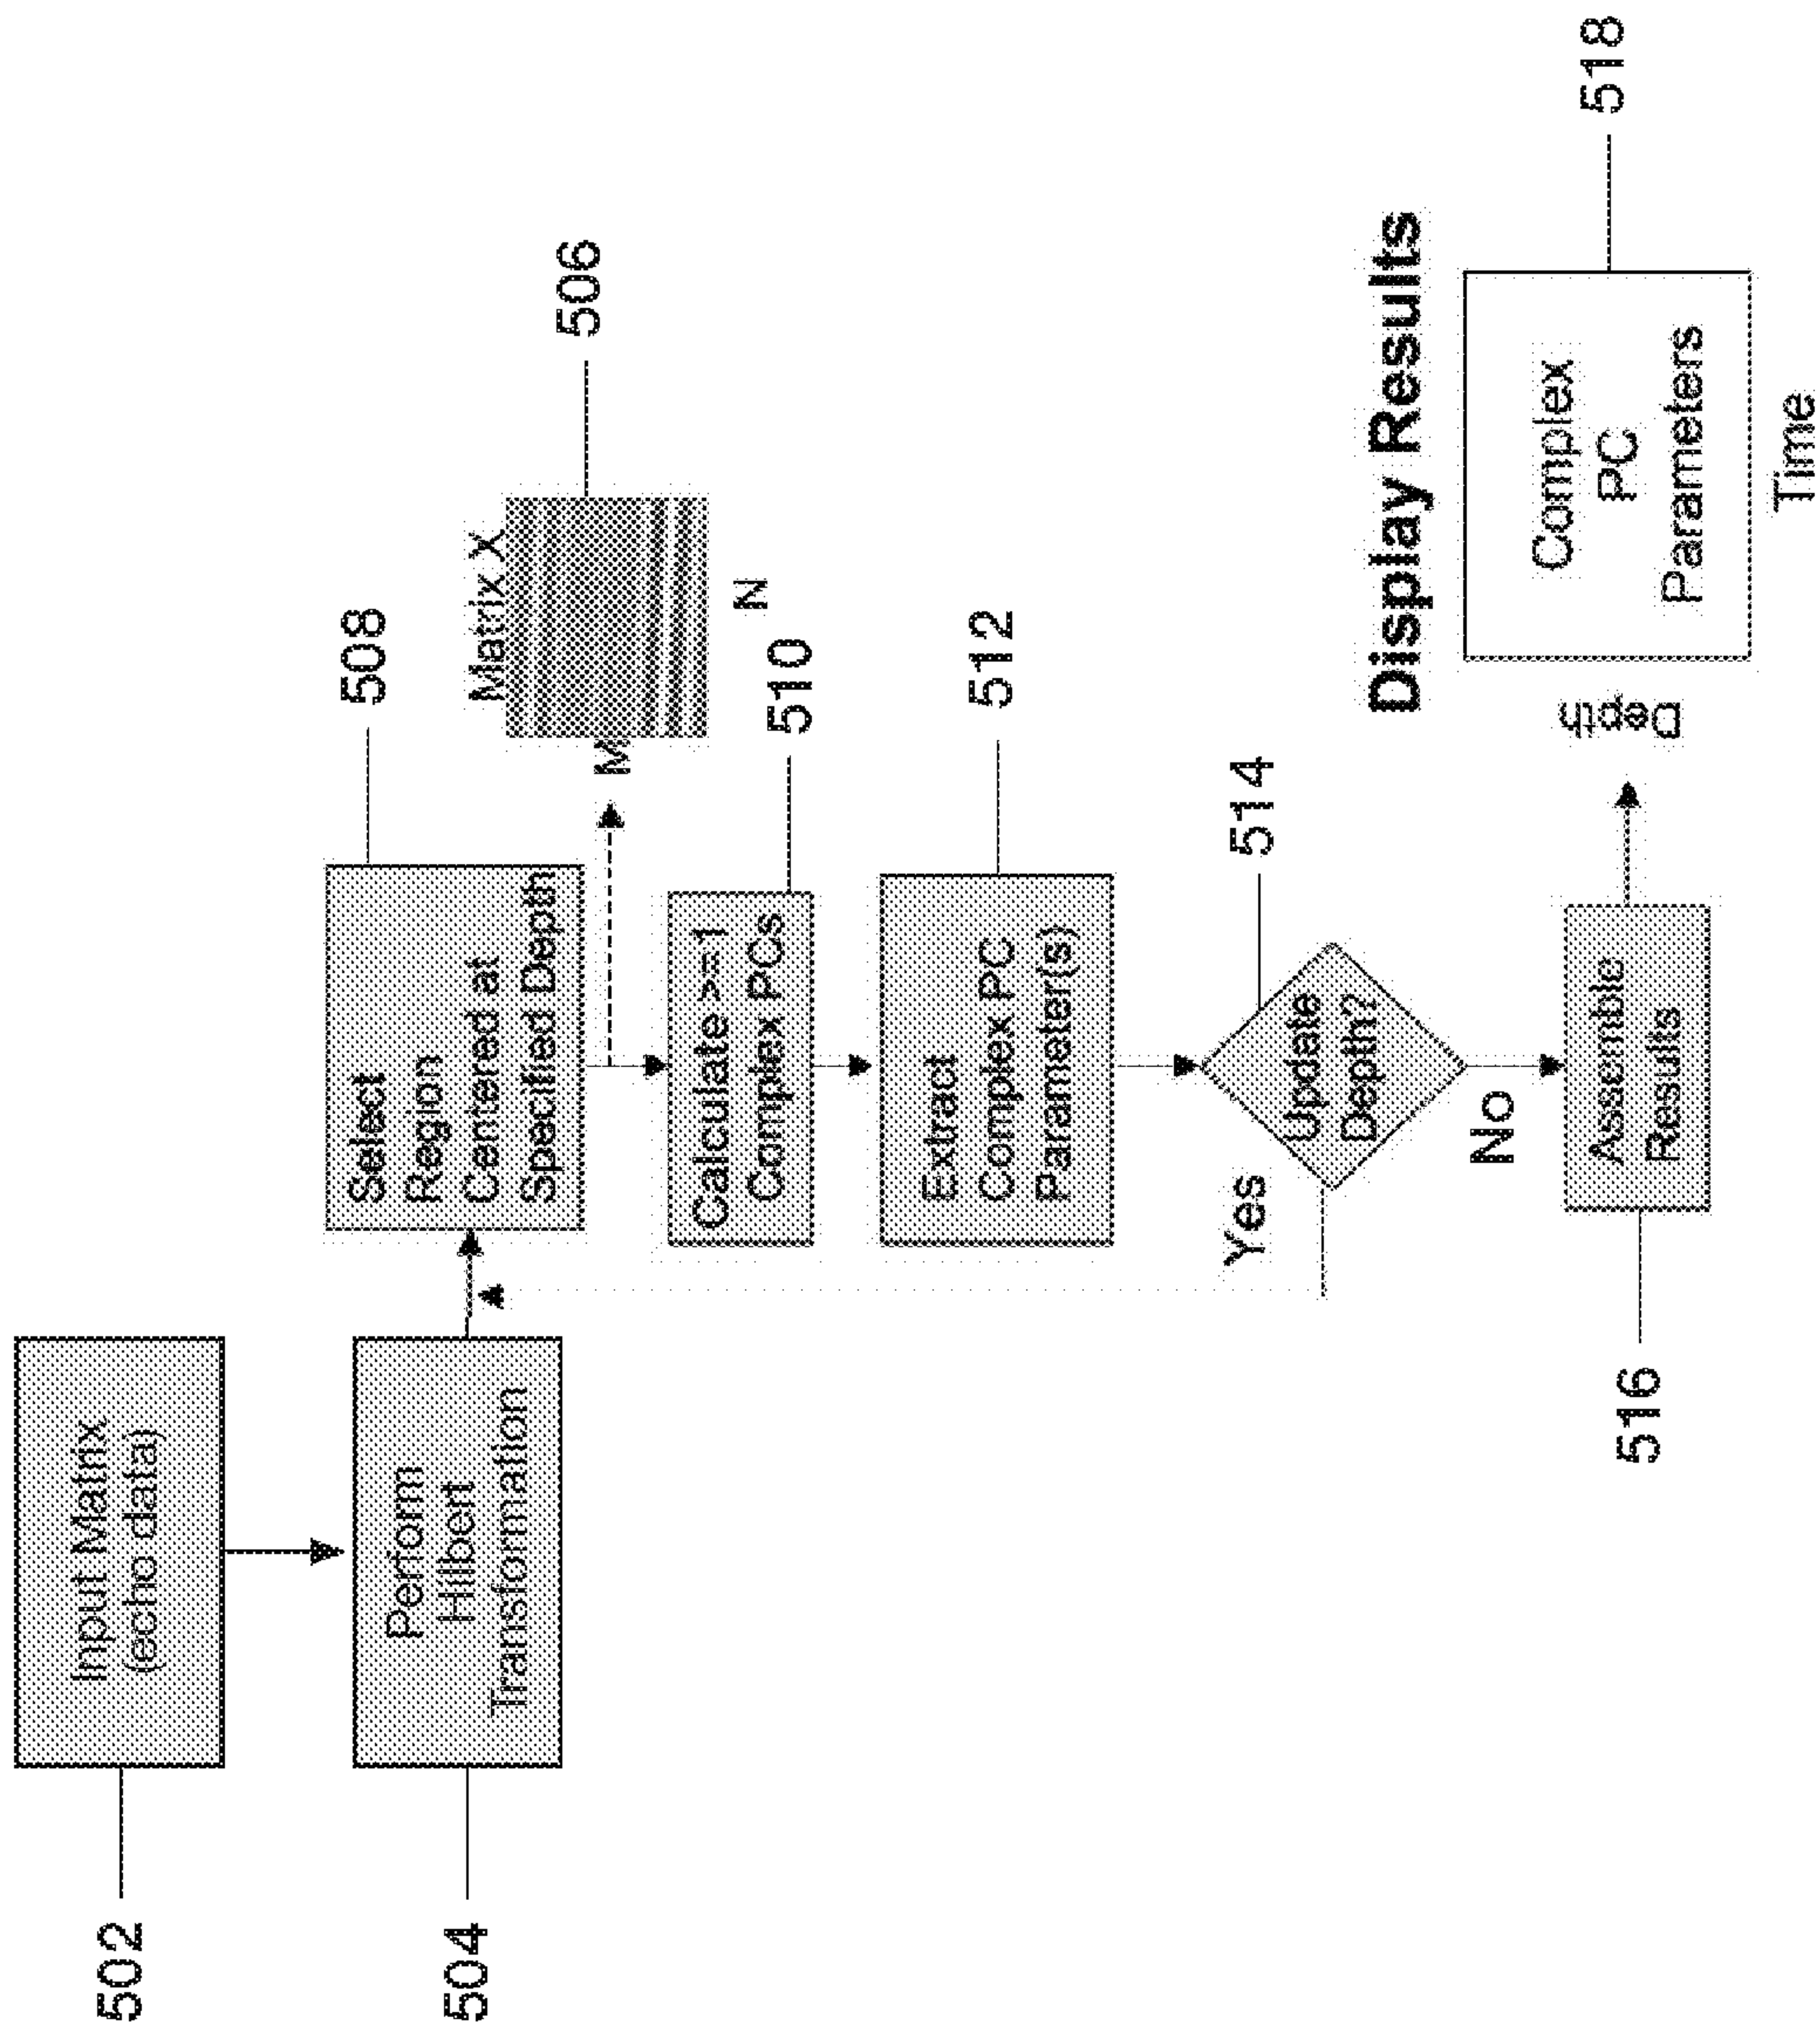 502
Input Matrix
(echo data)
504
Perform
Hilbert
Transformation
508
Select
Region
Centered at
Specified Depth
506
Matrix X
M
N
510
Calculate >=1
Complex PCs
512
Extract
Complex PC
Parameter(s)
514
Update
Depth?
Yes
No
516
Assemble
Results
Display Results
518
Complex
PC
Parameters
Depth
Time